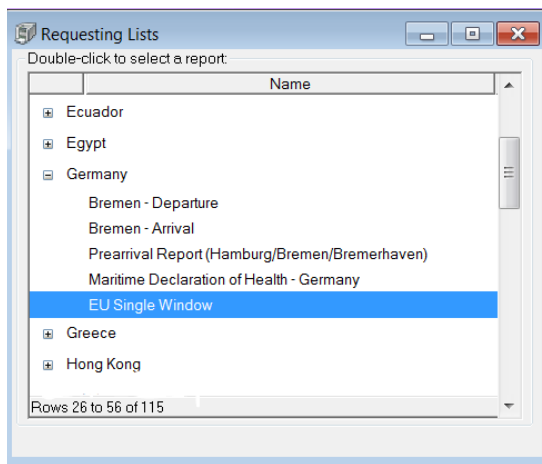 Requesting Lists
Double-click to select a report:
Name
Ecuador
Egypt
Germany
Bremen - Departure
Bremen - Arrival
Prearrival Report (Hamburg/Bremen/Bremerhaven)
Maritime Declaration of Health - Germany
EU Single Window
Greece
Hong Kong
Rows 26 to 56 of 115